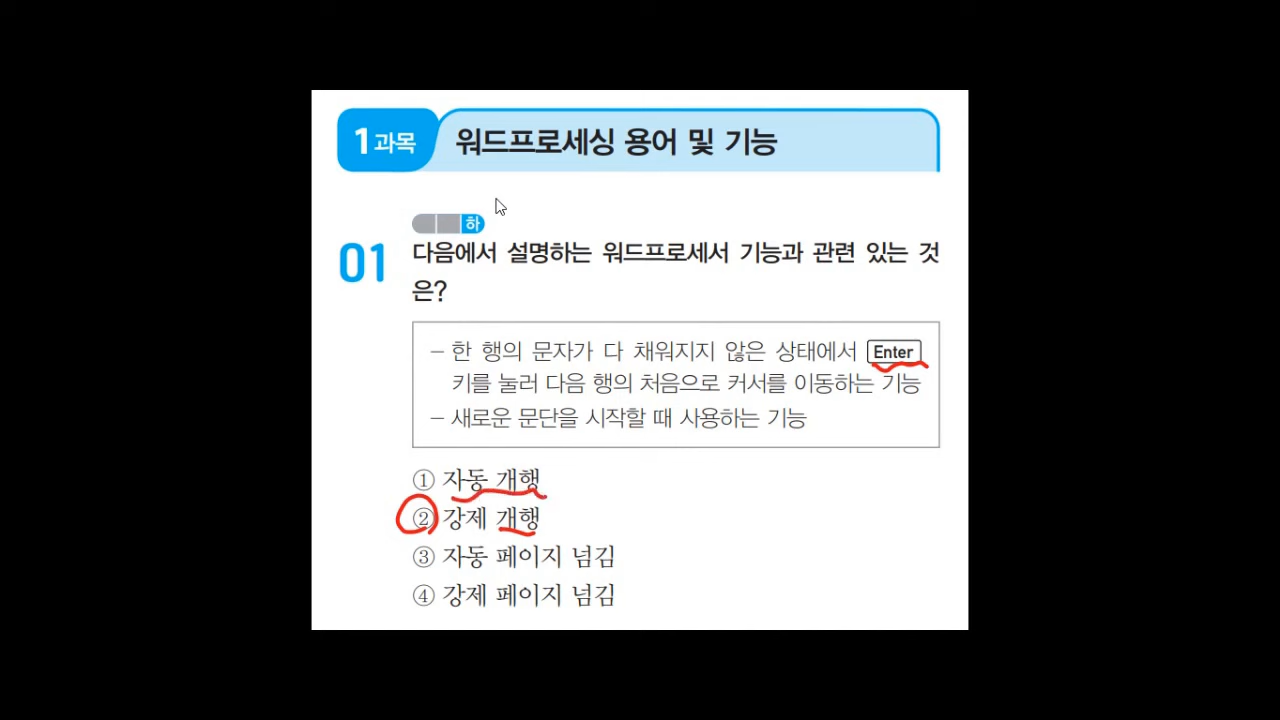 1과목 워드프로세싱 용어 및 기능
하
01 다음에서 설명하는 워드프로세서 기능과 관련 있는 것
은?
– 한 행의 문자가 다 채워지지 않은 상태에서 Enter
키를 눌러 다음 행의 처음으로 커서를 이동하는 기능
– 새로운 문단을 시작할 때 사용하는 기능
① 자동 개행
② 강제 개행
③ 자동 페이지 넘김
④ 강제 페이지 넘김